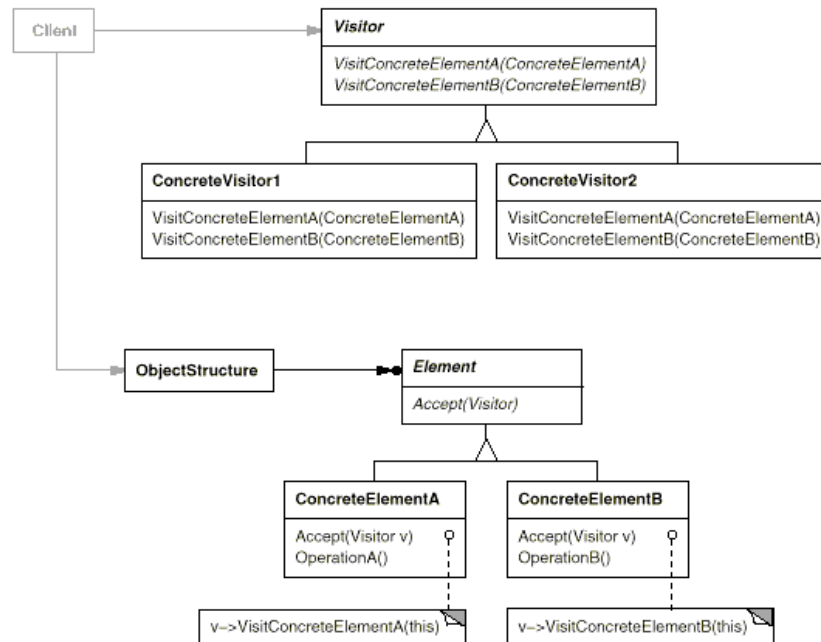 Client
Visitor
VisitConcreteElementA(ConcreteElementA)
VisitConcreteElementB(ConcreteElementB)
ConcreteVisitor1
VisitConcreteElementA(ConcreteElementA)
VisitConcreteElementB(ConcreteElementB)
ConcreteVisitor2
VisitConcreteElementA(ConcreteElementA)
VisitConcreteElementB(ConcreteElementB)
ObjectStructure
Element
Accept(Visitor)
ConcreteElementA
Accept(Visitor v)
OperationA()
ConcreteElementB
Accept(Visitor v)
OperationB()
v->VisitConcreteElementA(this)
v->VisitConcreteElementB(this)